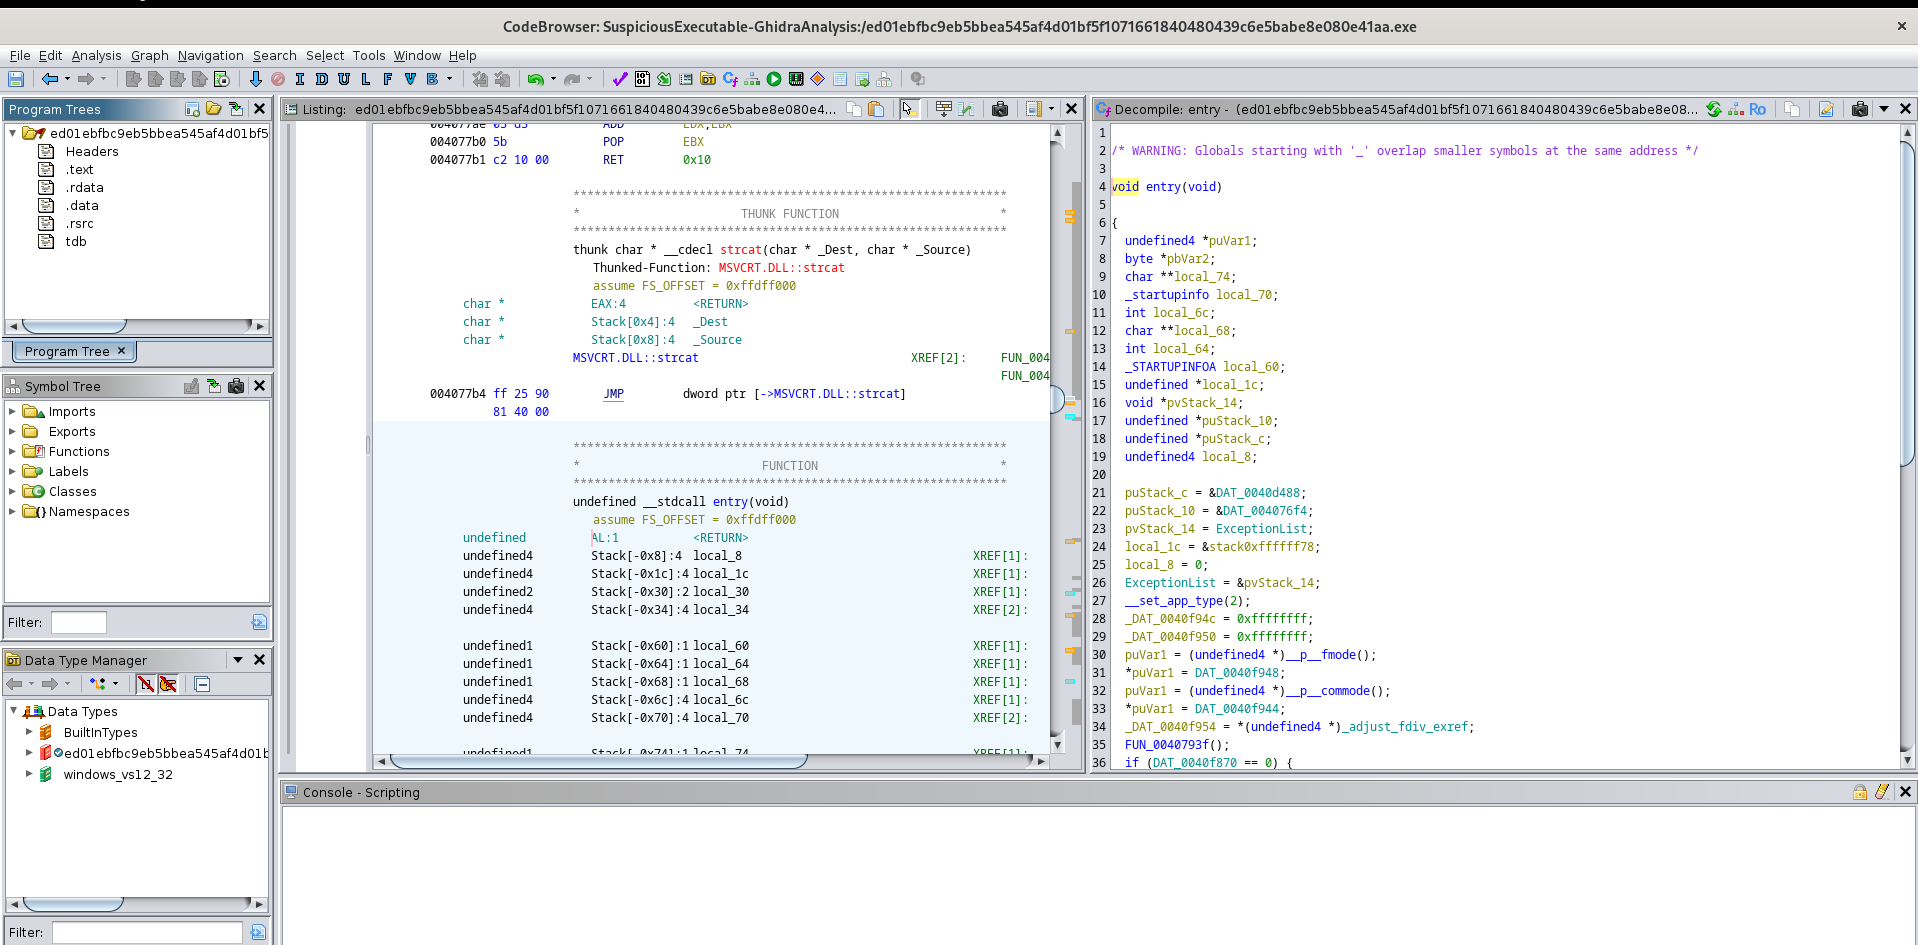 CodeBrowser: SuspiciousExecutable-GhidraAnalysis:/ed01ebfbc9eb5bbea545af4d01bf5f1071661840480439c6e5babe8e080e41aa.exe
File Edit Analysis Graph Navigation Search Select Tools Window Help
I D U L F V B
Program Trees
ed01ebfbc9eb5bbea545af4d01bf5
Headers
.text
.rdata
.data
.rsrc
tdb
Program Tree
Symbol Tree
Imports
Exports
Functions
Labels
Classes
Namespaces
Filter:
Data Type Manager
Data Types
BuiltInTypes
ed01ebfbc9eb5bbea545af4d01b
windows_vs12_32
Filter:
Listing: ed01ebfbc9eb5bbea545af4d01bf5f1071661840480439c6e5babe8e080e4...
004077ae 03 d3 ADD EDX,EBX
004077b0 5b POP EBX
004077b1 c2 10 00 RET 0x10
**************************************************************
* THUNK FUNCTION *
**************************************************************
thunk char * __cdecl strcat(char * _Dest, char * _Source)
Thunked-Function: MSVCRT.DLL::strcat
assume FS_OFFSET = 0xffdff000
char * EAX:4 <RETURN>
char * Stack[0x4]:4 _Dest
char * Stack[0x8]:4 _Source
MSVCRT.DLL::strcat XREF[2]: FUN_004
FUN_004
004077b4 ff 25 90 JMP dword ptr [->MSVCRT.DLL::strcat]
81 40 00
**************************************************************
* FUNCTION *
**************************************************************
undefined __stdcall entry(void)
assume FS_OFFSET = 0xffdff000
undefined AL:1 <RETURN>
undefined4 Stack[-0x8]:4 local_8 XREF[1]:
undefined4 Stack[-0x1c]:4 local_1c XREF[1]:
undefined2 Stack[-0x30]:2 local_30 XREF[1]:
undefined4 Stack[-0x34]:4 local_34 XREF[2]:
undefined1 Stack[-0x60]:1 local_60 XREF[1]:
undefined1 Stack[-0x64]:1 local_64 XREF[1]:
undefined1 Stack[-0x68]:1 local_68 XREF[1]:
undefined4 Stack[-0x6c]:4 local_6c XREF[1]:
undefined4 Stack[-0x70]:4 local_70 XREF[2]:
undefined1 Stack[-0x74]:1 local_74 XREF[1]:
Decompile: entry - (ed01ebfbc9eb5bbea545af4d01bf5f1071661840480439c6e5babe8e08...
Ro
1
2 /* WARNING: Globals starting with '_' overlap smaller symbols at the same address */
3
4 void entry(void)
5
6 {
7 undefined4 *puVar1;
8 byte *pbVar2;
9 char **local_74;
10 _startupinfo local_70;
11 int local_6c;
12 char **local_68;
13 int local_64;
14 _STARTUPINFOA local_60;
15 undefined *local_1c;
16 void *pvStack_14;
17 undefined *puStack_10;
18 undefined *puStack_c;
19 undefined4 local_8;
20
21 puStack_c = &DAT_0040d488;
22 puStack_10 = &DAT_004076f4;
23 pvStack_14 = ExceptionList;
24 local_1c = &stack0xffffff78;
25 local_8 = 0;
26 ExceptionList = &pvStack_14;
27 __set_app_type(2);
28 _DAT_0040f94c = 0xffffffff;
29 _DAT_0040f950 = 0xffffffff;
30 puVar1 = (undefined4 *)__p__fmode();
31 *puVar1 = DAT_0040f948;
32 puVar1 = (undefined4 *)__p__commode();
33 *puVar1 = DAT_0040f944;
34 _DAT_0040f954 = *(undefined4 *)_adjust_fdiv_exref;
35 FUN_0040793f();
36 if (DAT_0040f870 == 0) {
Console - Scripting